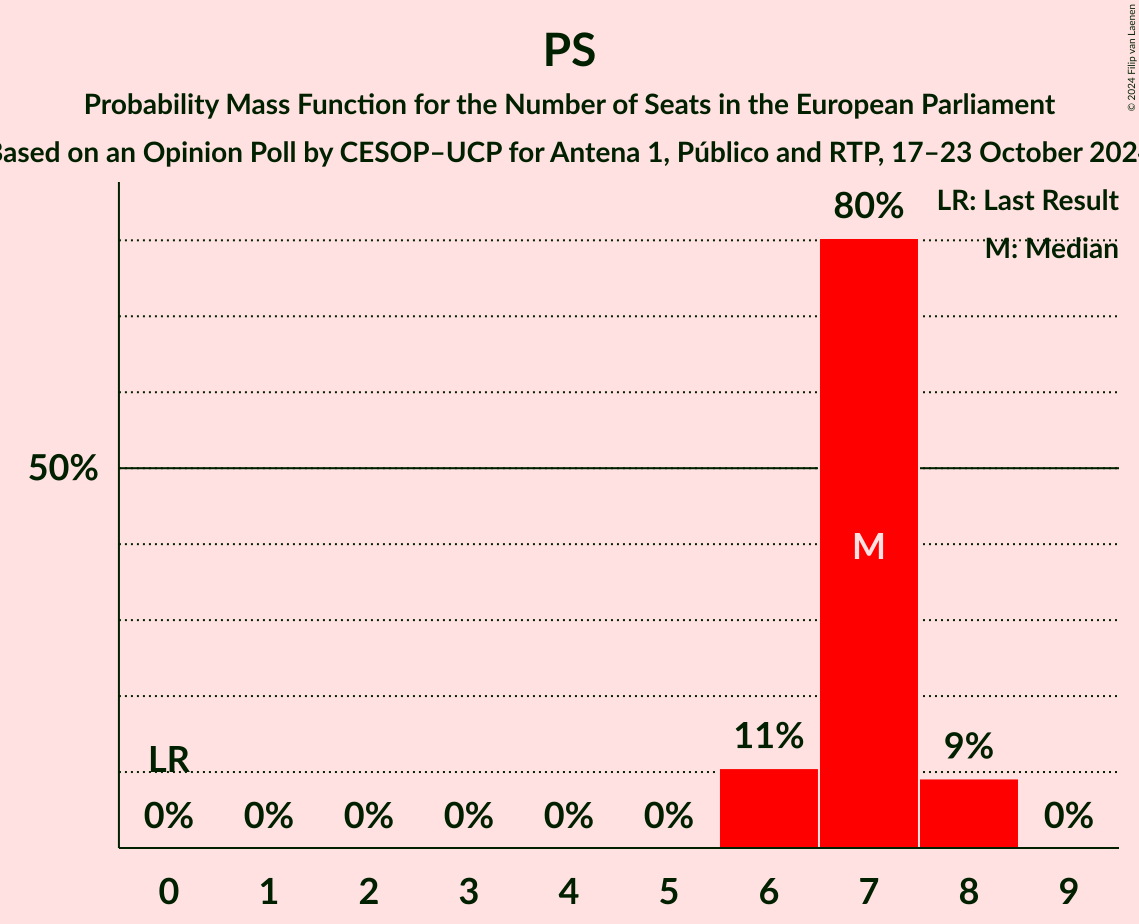 PS
Probability Mass Function for the Number of Seats in the European Parliament
Based on an Opinion Poll by CESOP–UCP for Antena 1, Público and RTP, 17–23 October 2024
© 2024 Filip van Laenen
LR: Last Result
M: Median
80%
50%
M
11%
9%
LR
0% 0% 0% 0% 0% 0% 0%
0 1 2 3 4 5 6 7 8 9